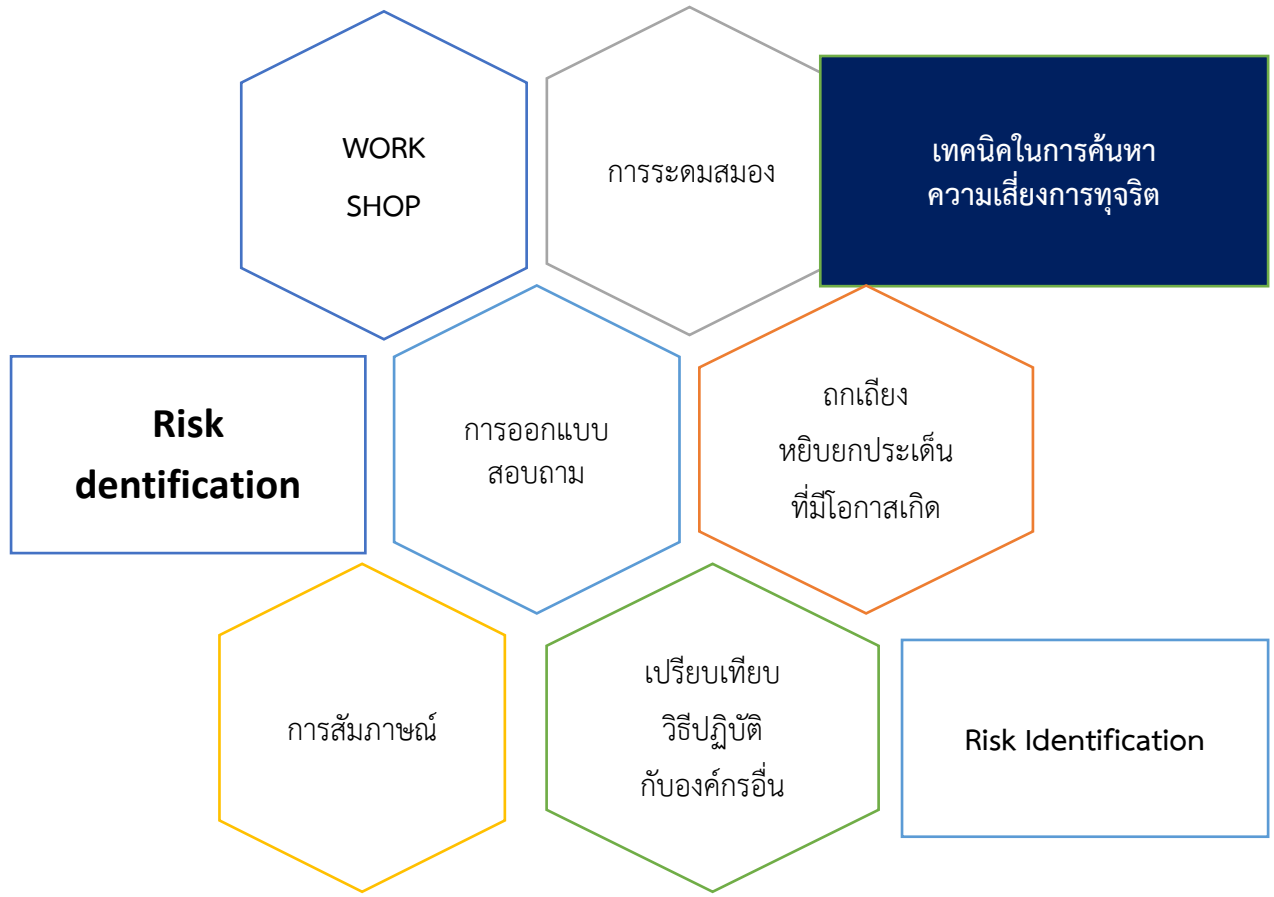 WORK
SHOP
การระดมสมอง
เทคนิคในการค้นหา
ความเสี่ยงการทุจริต
Risk
dentification
การออกแบบ
สอบถาม
ถกเถียง
หยิบยกประเด็น
ที่มีโอกาสเกิด
การสัมภาษณ์
เปรียบเทียบ
วิธีปฏิบัติ
กับองค์กรอื่น
Risk Identification